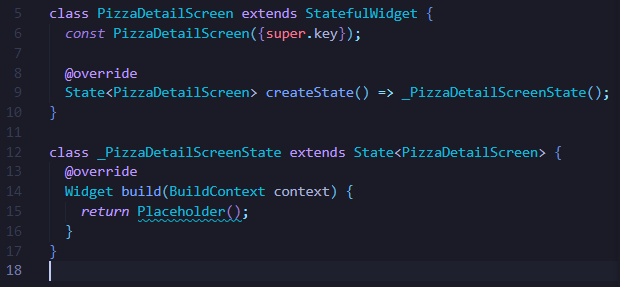 5 class PizzaDetailScreen extends StatefulWidget {
6   const PizzaDetailScreen({super.key});
7
8   @override
9   State<PizzaDetailScreen> createState() => _PizzaDetailScreenState();
10 }
11
12 class _PizzaDetailScreenState extends State<PizzaDetailScreen> {
13   @override
14   Widget build(BuildContext context) {
15     return Placeholder();
16   }
17 }
18